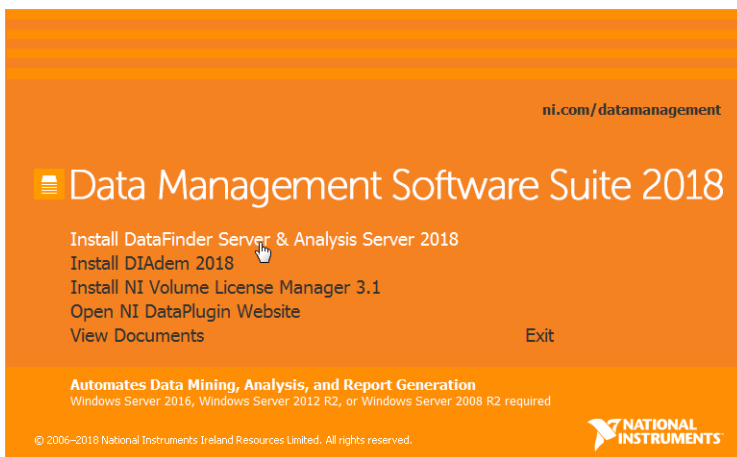 ni.com/datamanagement
Data Management Software Suite 2018
Install DataFinder Server & Analysis Server 2018
Install DIAdem 2018
Install NI Volume License Manager 3.1
Open NI DataPlugin Website
View Documents
Exit
Automates Data Mining, Analysis, and Report Generation
Windows Server 2016, Windows Server 2012 R2, or Windows Server 2008 R2 required
© 2006–2018 National Instruments Ireland Resources Limited. All rights reserved.
NATIONAL
INSTRUMENTS